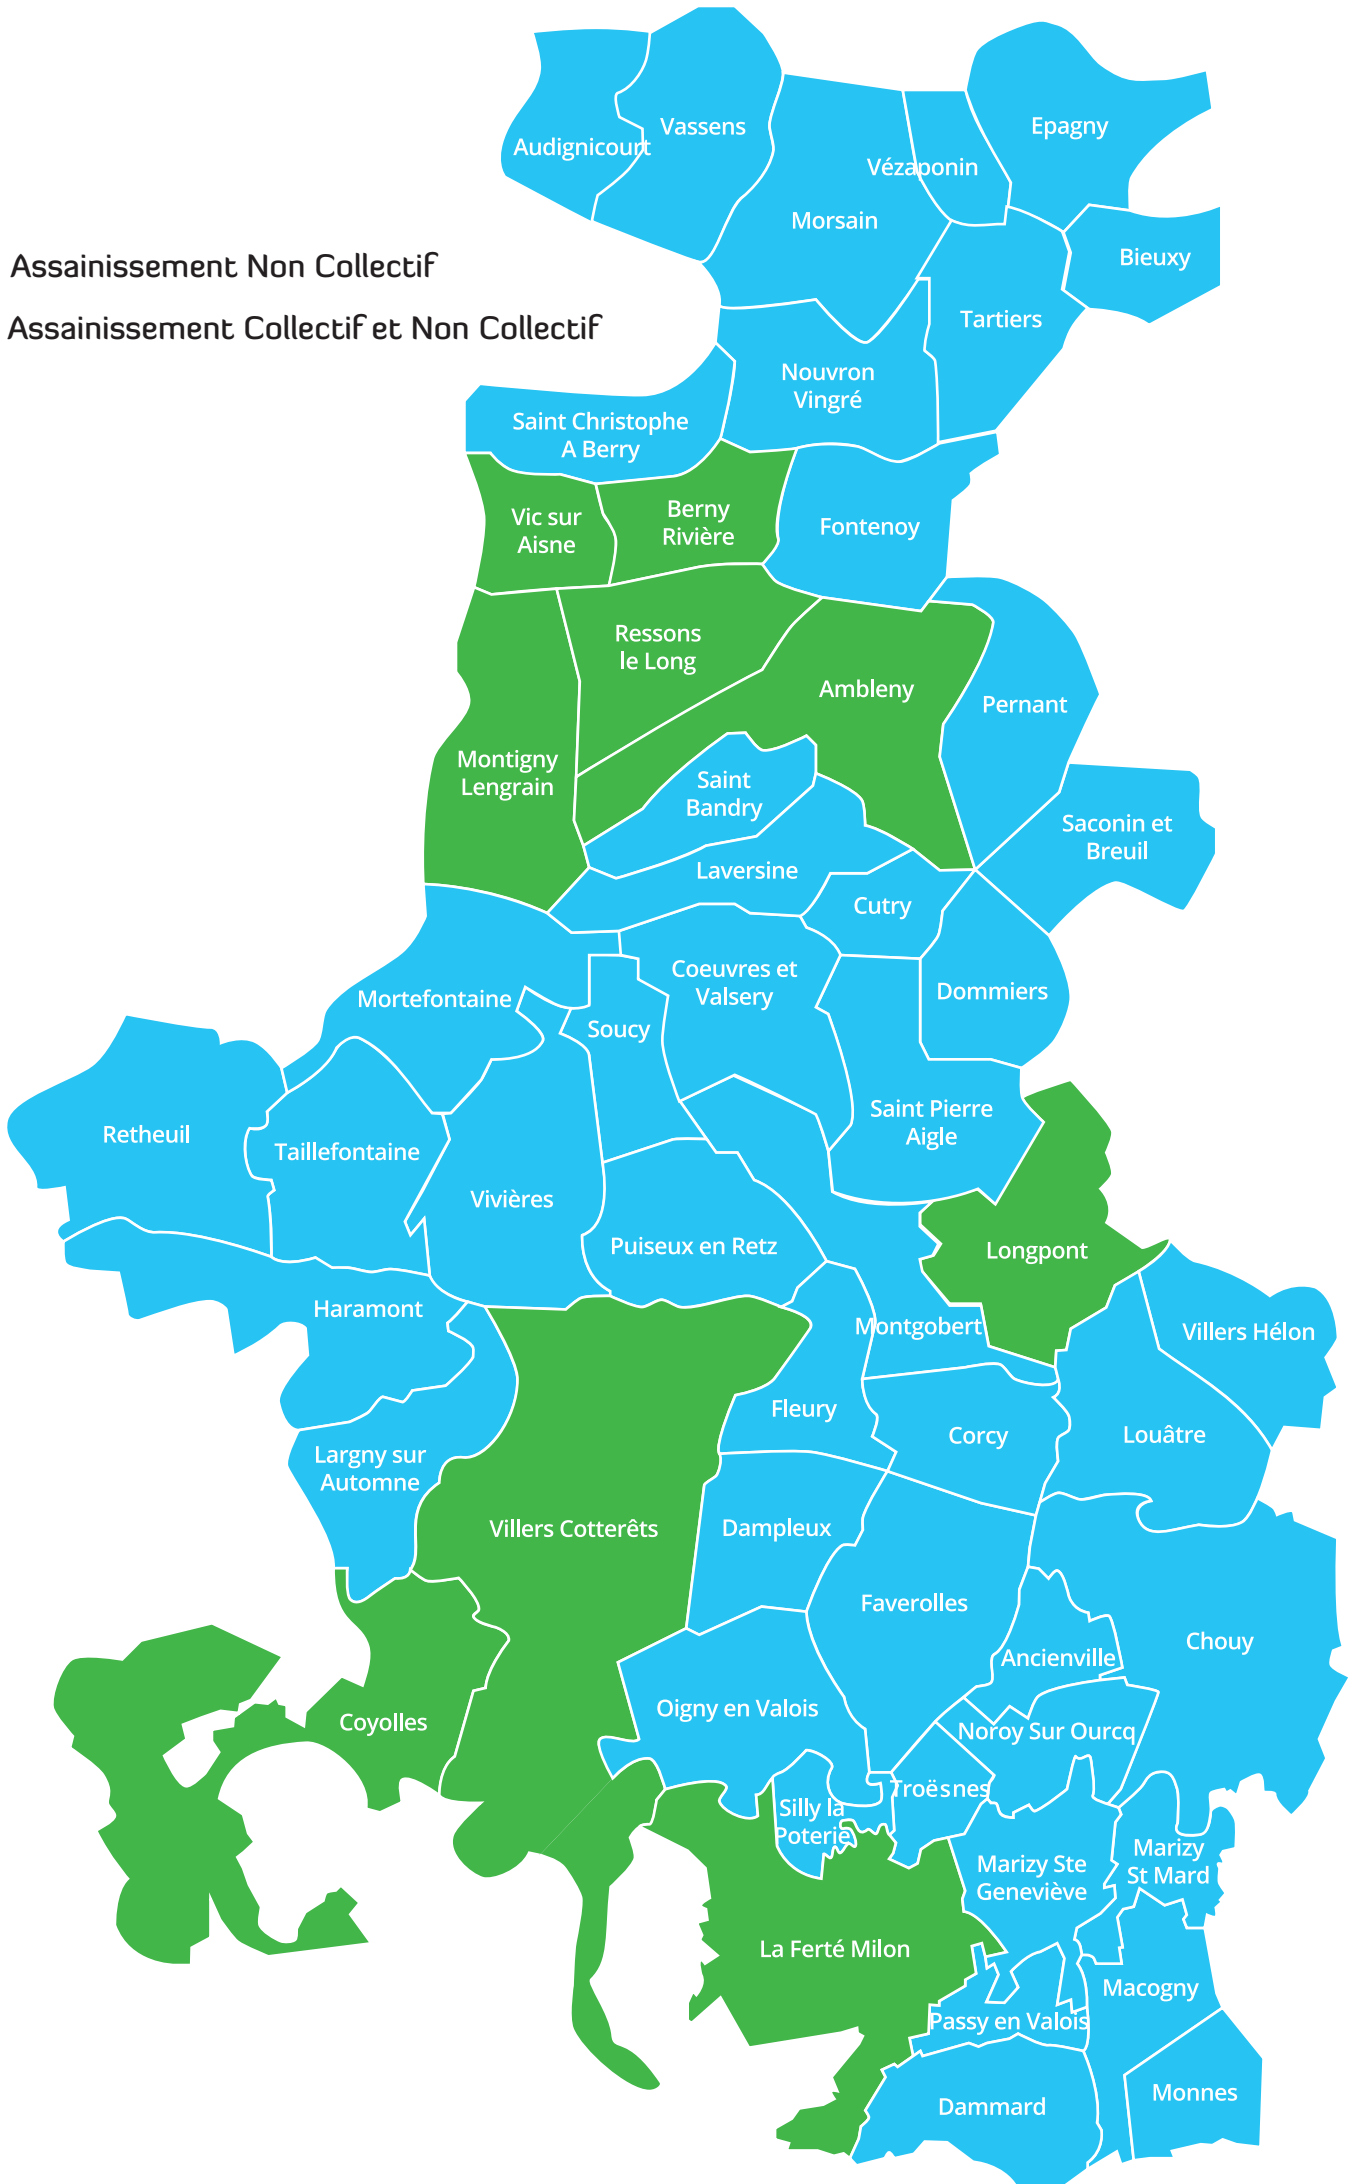 Audignicourt
Vassens
Epagny
Vézaponin
Morsain
Bieuxy
Assainissement Non Collectif
Assainissement Collectif et Non Collectif
Tartiers
Nouvron
Vingré
Saint Christophe
A Berry
Vic sur
Aisne
Berny
Rivière
Fontenoy
Ressons
le Long
Ambleny
Pernant
Montigny
Lengrain
Saint
Bandry
Saconin et
Breuil
Laversine
Cutry
Coeuvres et
Valsery
Dommiers
Mortefontaine
Soucy
Saint Pierre
Aigle
Retheuil
Taillefontaine
Vivières
Puiseux en Retz
Longpont
Haramont
Montgobert
Villers Hélon
Fleury
Corcy
Louâtre
Largny sur
Automne
Villers Cotterêts
Dampleux
Faverolles
Chouy
Ancienville
Coyolles
Oigny en Valois
Noroy Sur Ourcq
Troësnes
Silly la
Poterie
Marizy Ste
Geneviève
Marizy
St Mard
La Ferté Milon
Macogny
Passy en Valois
Monnes
Dammard